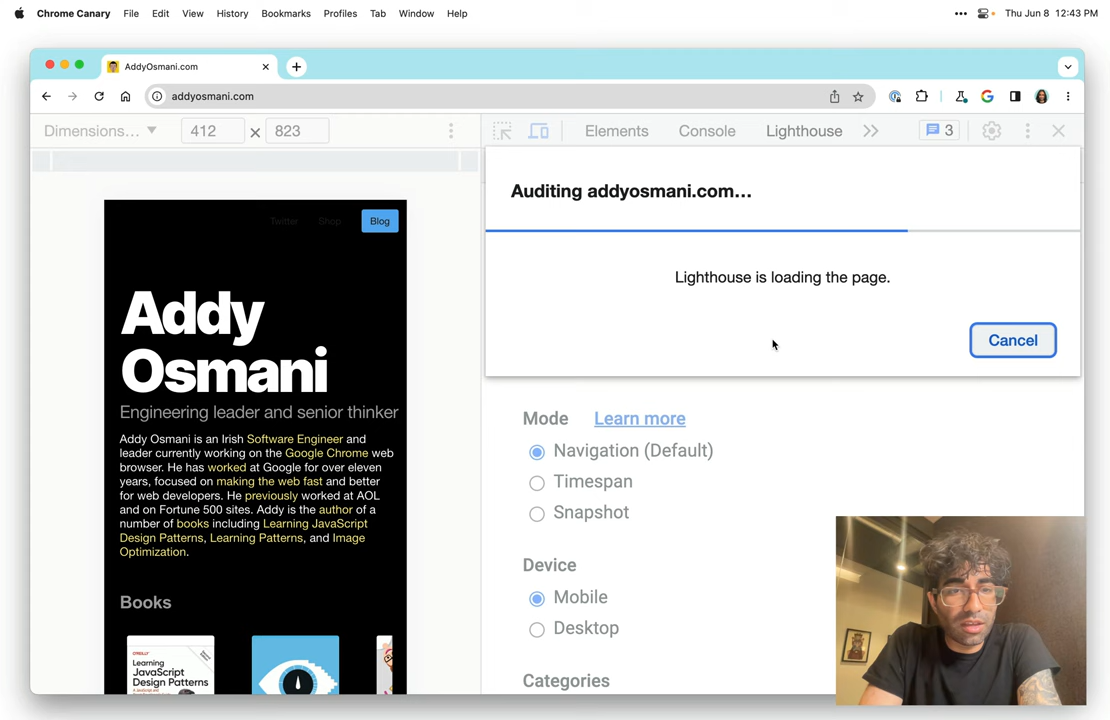 Chrome Canary File Edit View History Bookmarks Profiles Tab Window Help
Thu Jun 8 12:43 PM
AddyOsmani.com
addyosmani.com
Dimensions... 412 × 823
Elements Console Lighthouse 3
Auditing addyosmani.com...
Lighthouse is loading the page.
Cancel
Mode Learn more
Navigation (Default)
Timespan
Snapshot
Device
Mobile
Desktop
Categories
Twitter Shop Blog
Addy
Osmani
Engineering leader and senior thinker
Addy Osmani is an Irish Software Engineer and
leader currently working on the Google Chrome web
browser. He has worked at Google for over eleven
years, focused on making the web fast and better
for web developers. He previously worked at AOL
and on Fortune 500 sites. Addy is the author of a
number of books including Learning JavaScript
Design Patterns, Learning Patterns, and Image
Optimization.
Books
O'REILLY
Learning
JavaScript
Design Patterns